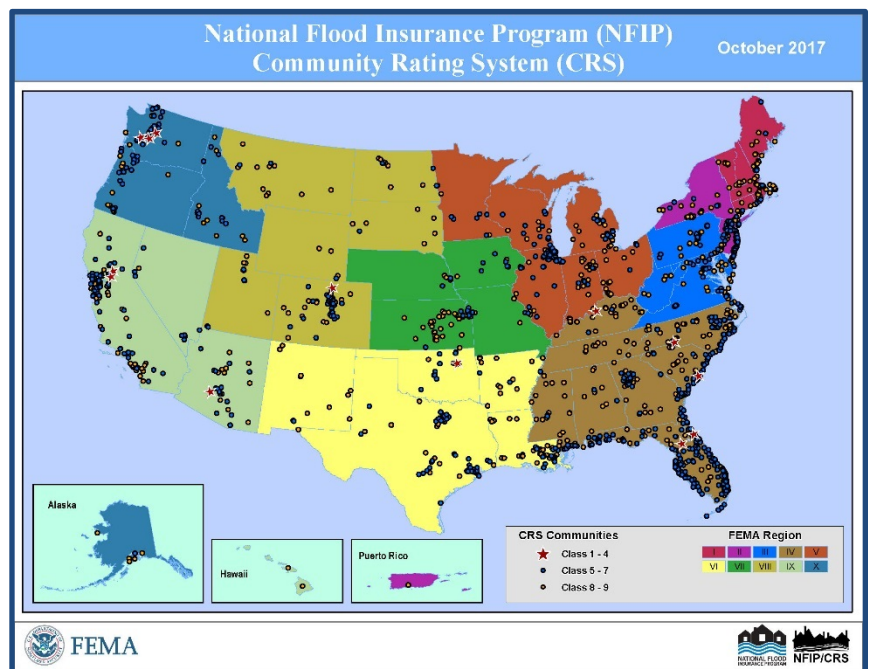 National Flood Insurance Program (NFIP)
Community Rating System (CRS)
October 2017
Alaska
Hawaii
Puerto Rico
CRS Communities
Class 1 - 4
Class 5 - 7
Class 8 - 9
FEMA Region
I II III IV V
VI VII VIII IX X
FEMA
NATIONAL FLOOD
INSURANCE PROGRAM
NFIP/CRS